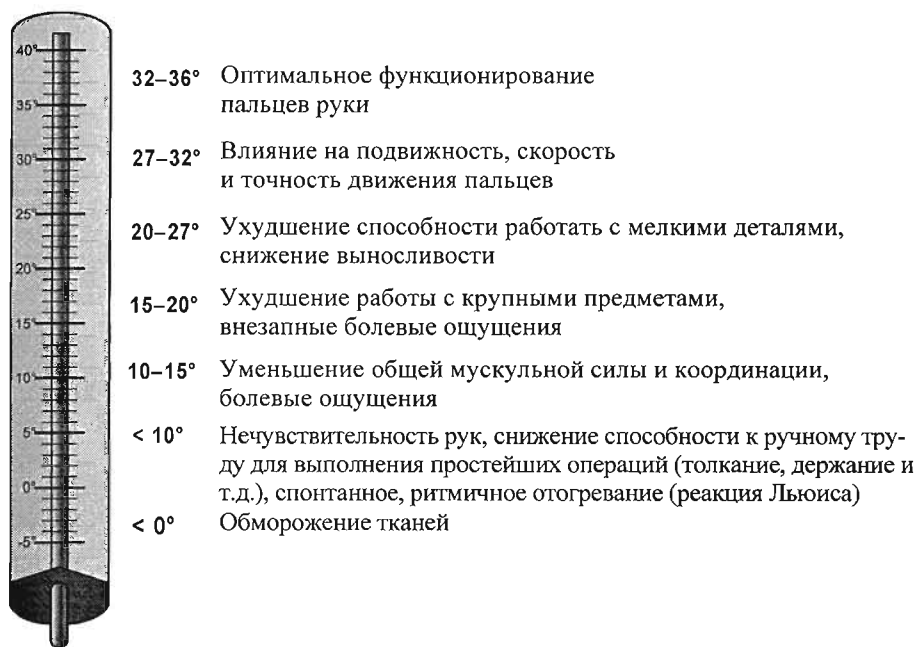 40°
35°
30°
25°
20°
15°
10°
5°
0°
-5°
32–36° Оптимальное функционирование
пальцев руки
27–32° Влияние на подвижность, скорость
и точность движения пальцев
20–27° Ухудшение способности работать с мелкими деталями,
снижение выносливости
15–20° Ухудшение работы с крупными предметами,
внезапные болевые ощущения
10–15° Уменьшение общей мускульной силы и координации,
болевые ощущения
< 10° Нечувствительность рук, снижение способности к ручному тру-
ду для выполнения простейших операций (толкание, держание и
т.д.), спонтанное, ритмичное отогревание (реакция Льюиса)
< 0° Обморожение тканей